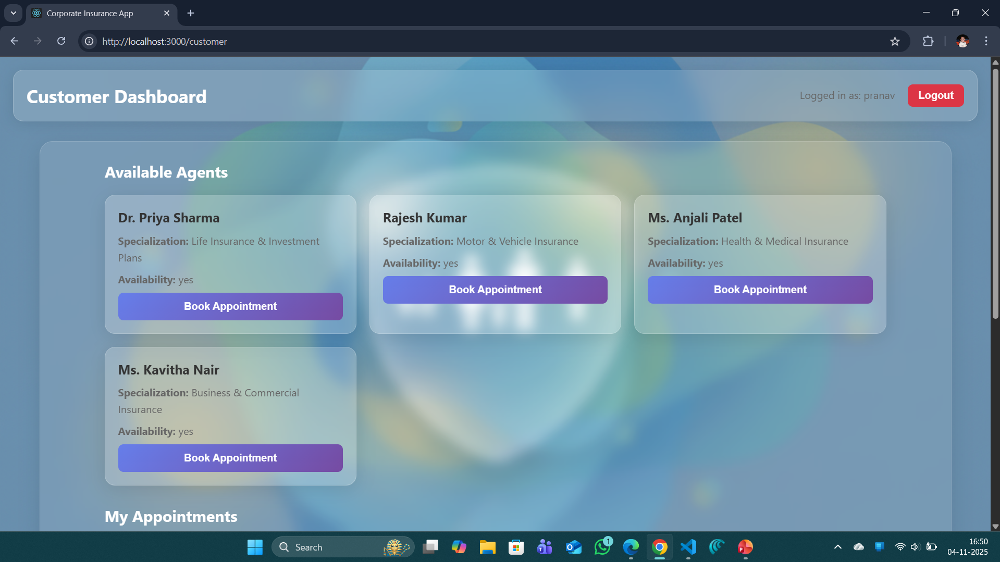 Corporate Insurance App
http://localhost:3000/customer
Customer Dashboard
Logged in as: pranav
Logout
Available Agents
Dr. Priya Sharma
Specialization: Life Insurance & Investment
Plans
Availability: yes
Book Appointment
Rajesh Kumar
Specialization: Motor & Vehicle Insurance
Availability: yes
Book Appointment
Ms. Anjali Patel
Specialization: Health & Medical Insurance
Availability: yes
Book Appointment
Ms. Kavitha Nair
Specialization: Business & Commercial
Insurance
Availability: yes
Book Appointment
My Appointments
Search
1
16:50
04-11-2025